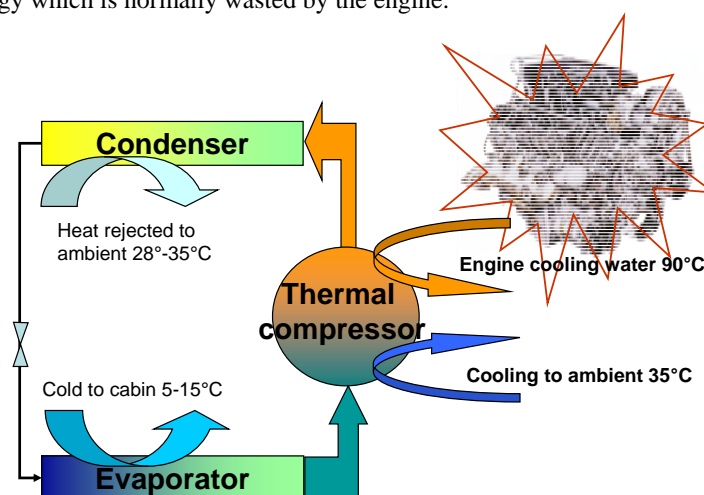 gy which is normally wasted by the engine.
Condenser
Heat rejected to
ambient 28°-35°C
Engine cooling water 90°C
Thermal
compressor
Cooling to ambient 35°C
Cold to cabin 5-15°C
Evaporator